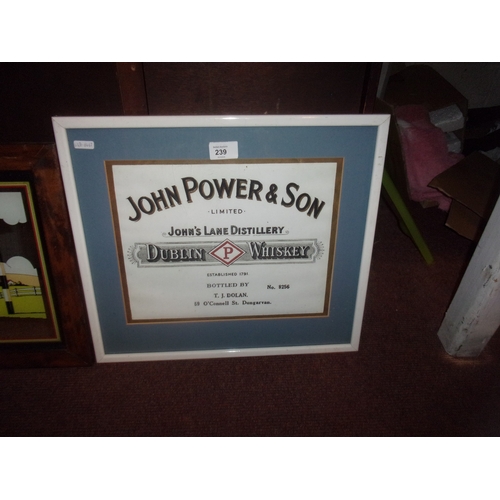 239
JOHN POWER & SON
·LIMITED·
JOHN'S LANE DISTILLERY
DUBLIN P WHISKEY
ESTABLISHED 1791
BOTTLED BY No. 8256
T. J. DOLAN,
18 O'Connell St. Dungarvan.